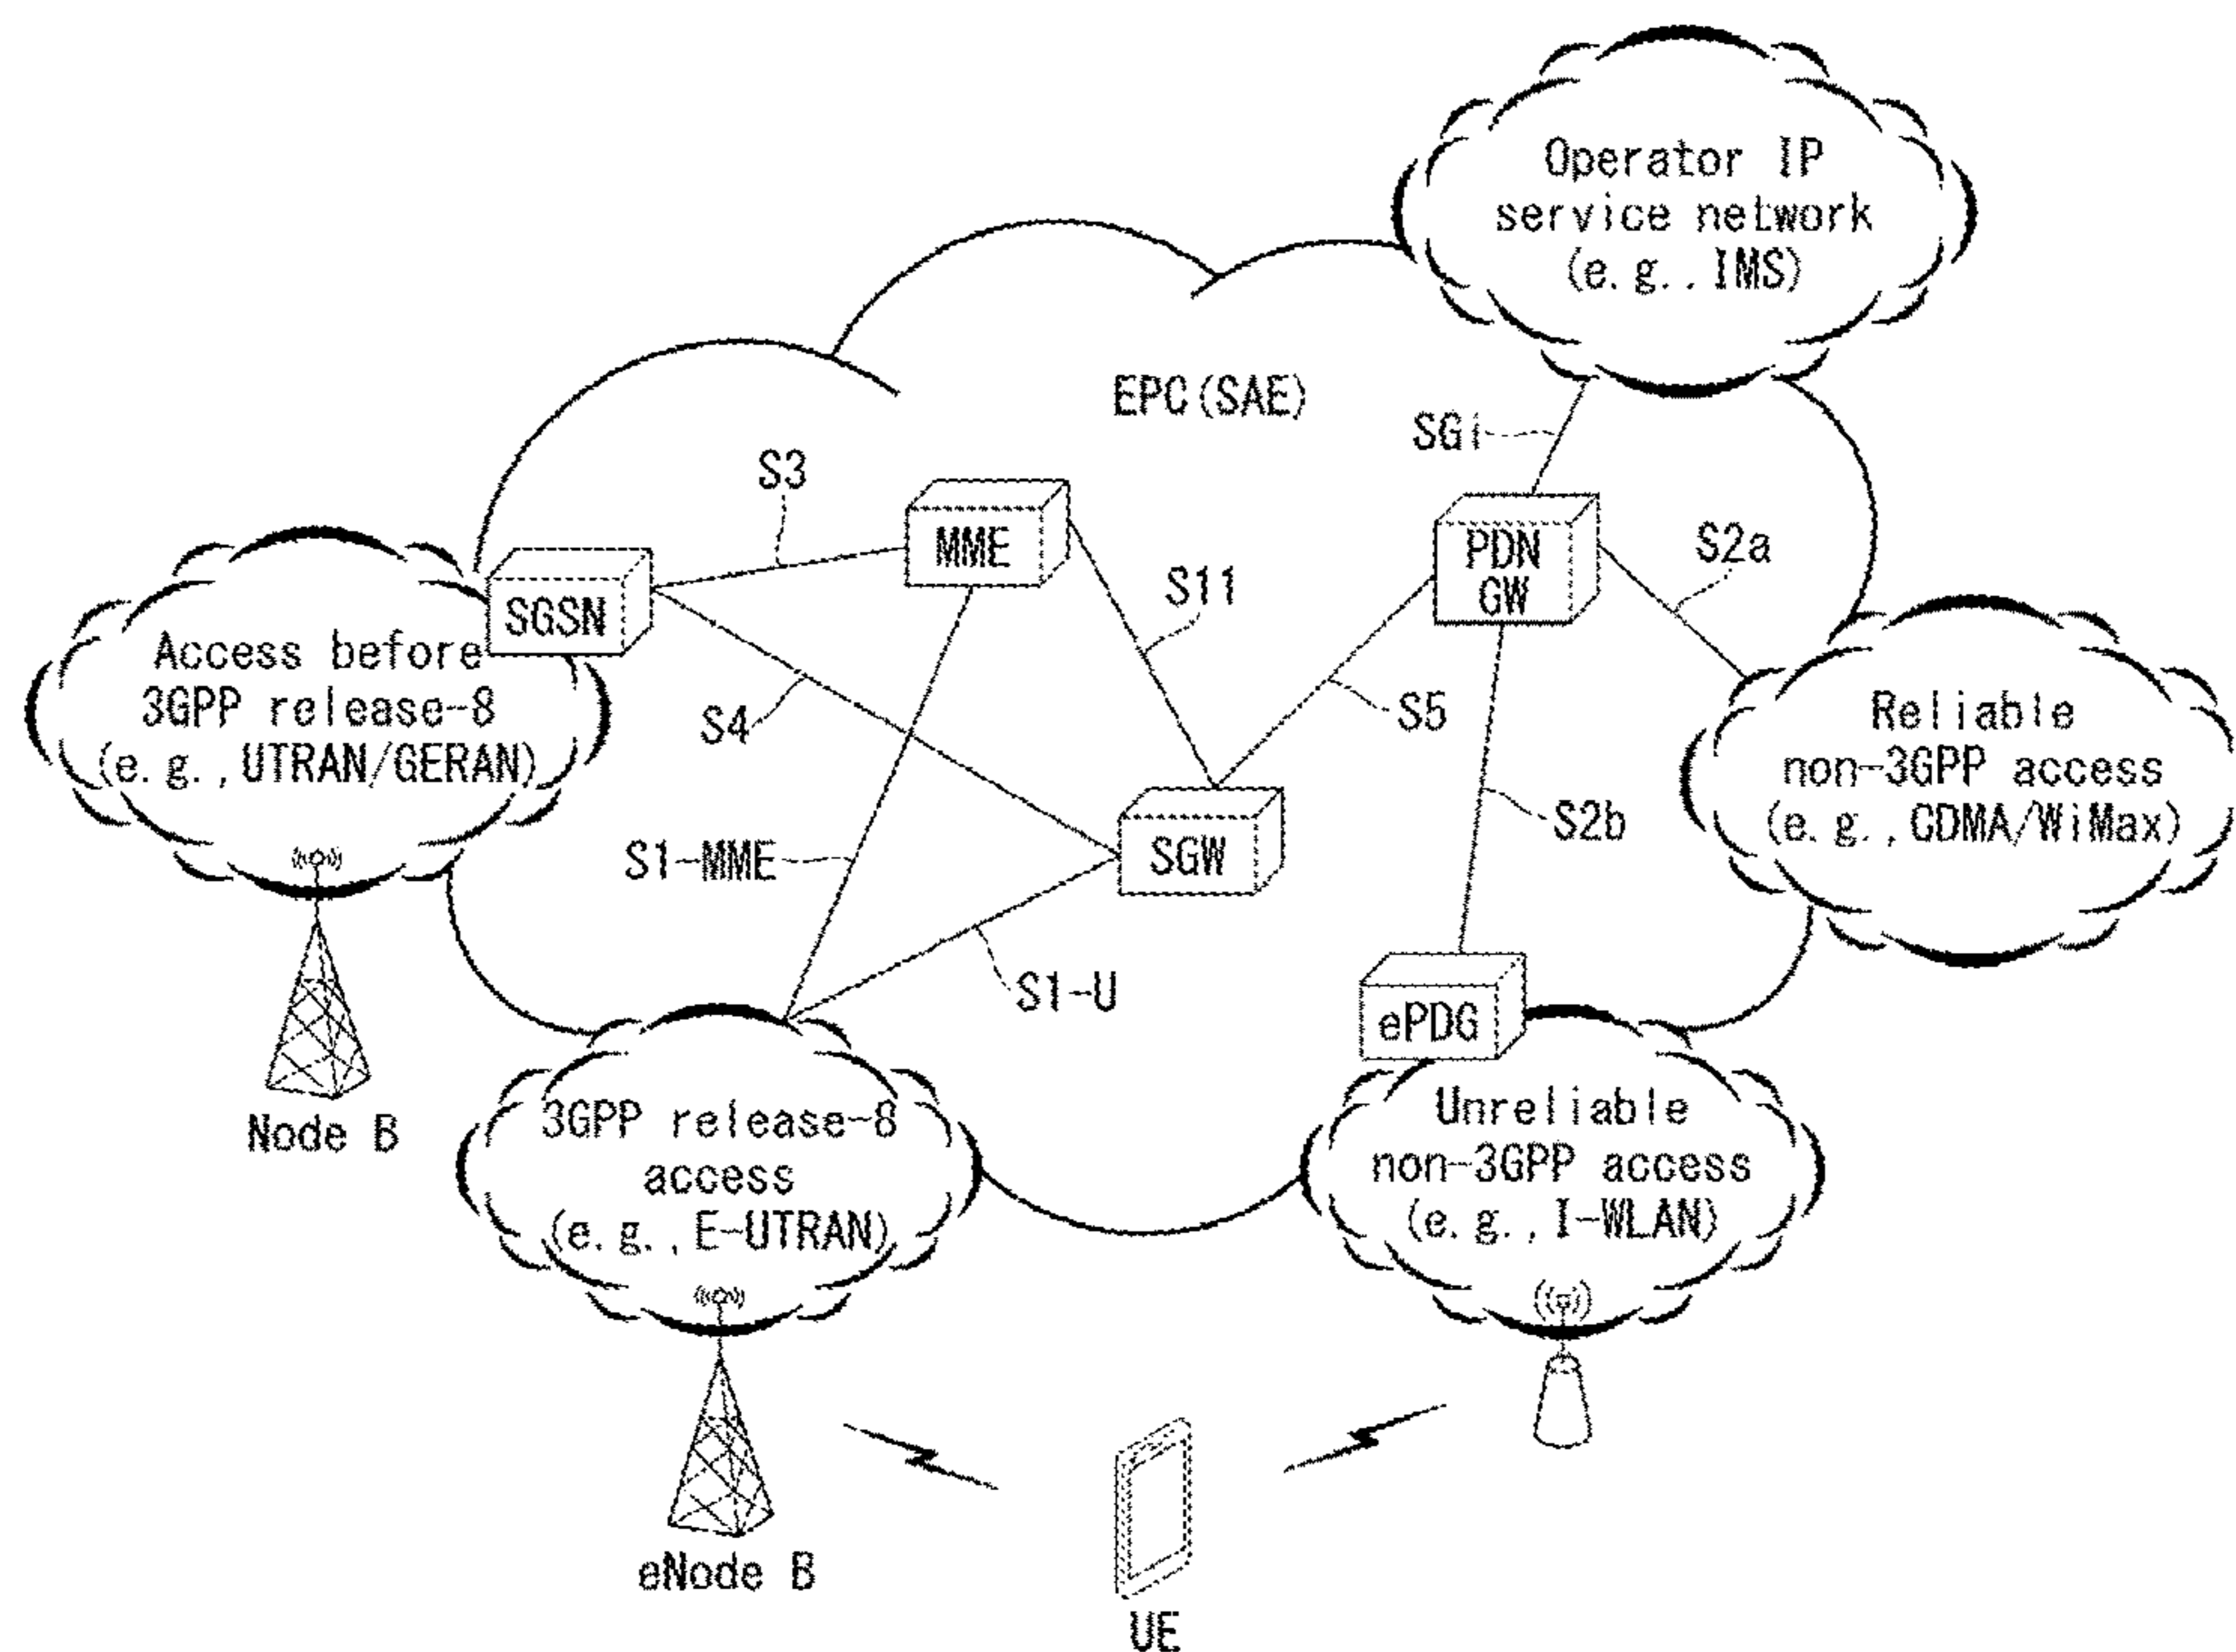 Operator IP
service network
(e.g., IMS)
EPC(SAE)
SGi
S3
MME
PDN
GW
S2a
S11
SGSN
Access before
3GPP release-8
(e.g., UTRAN/GERAN)
S4
S5
Reliable
non-3GPP access
(e.g., CDMA/WiMax)
S2b
S1-MME
SGW
S1-U
ePDG
Node B
3GPP release-8
access
(e.g., E-UTRAN)
Unreliable
non-3GPP access
(e.g., I-WLAN)
eNode B
UE